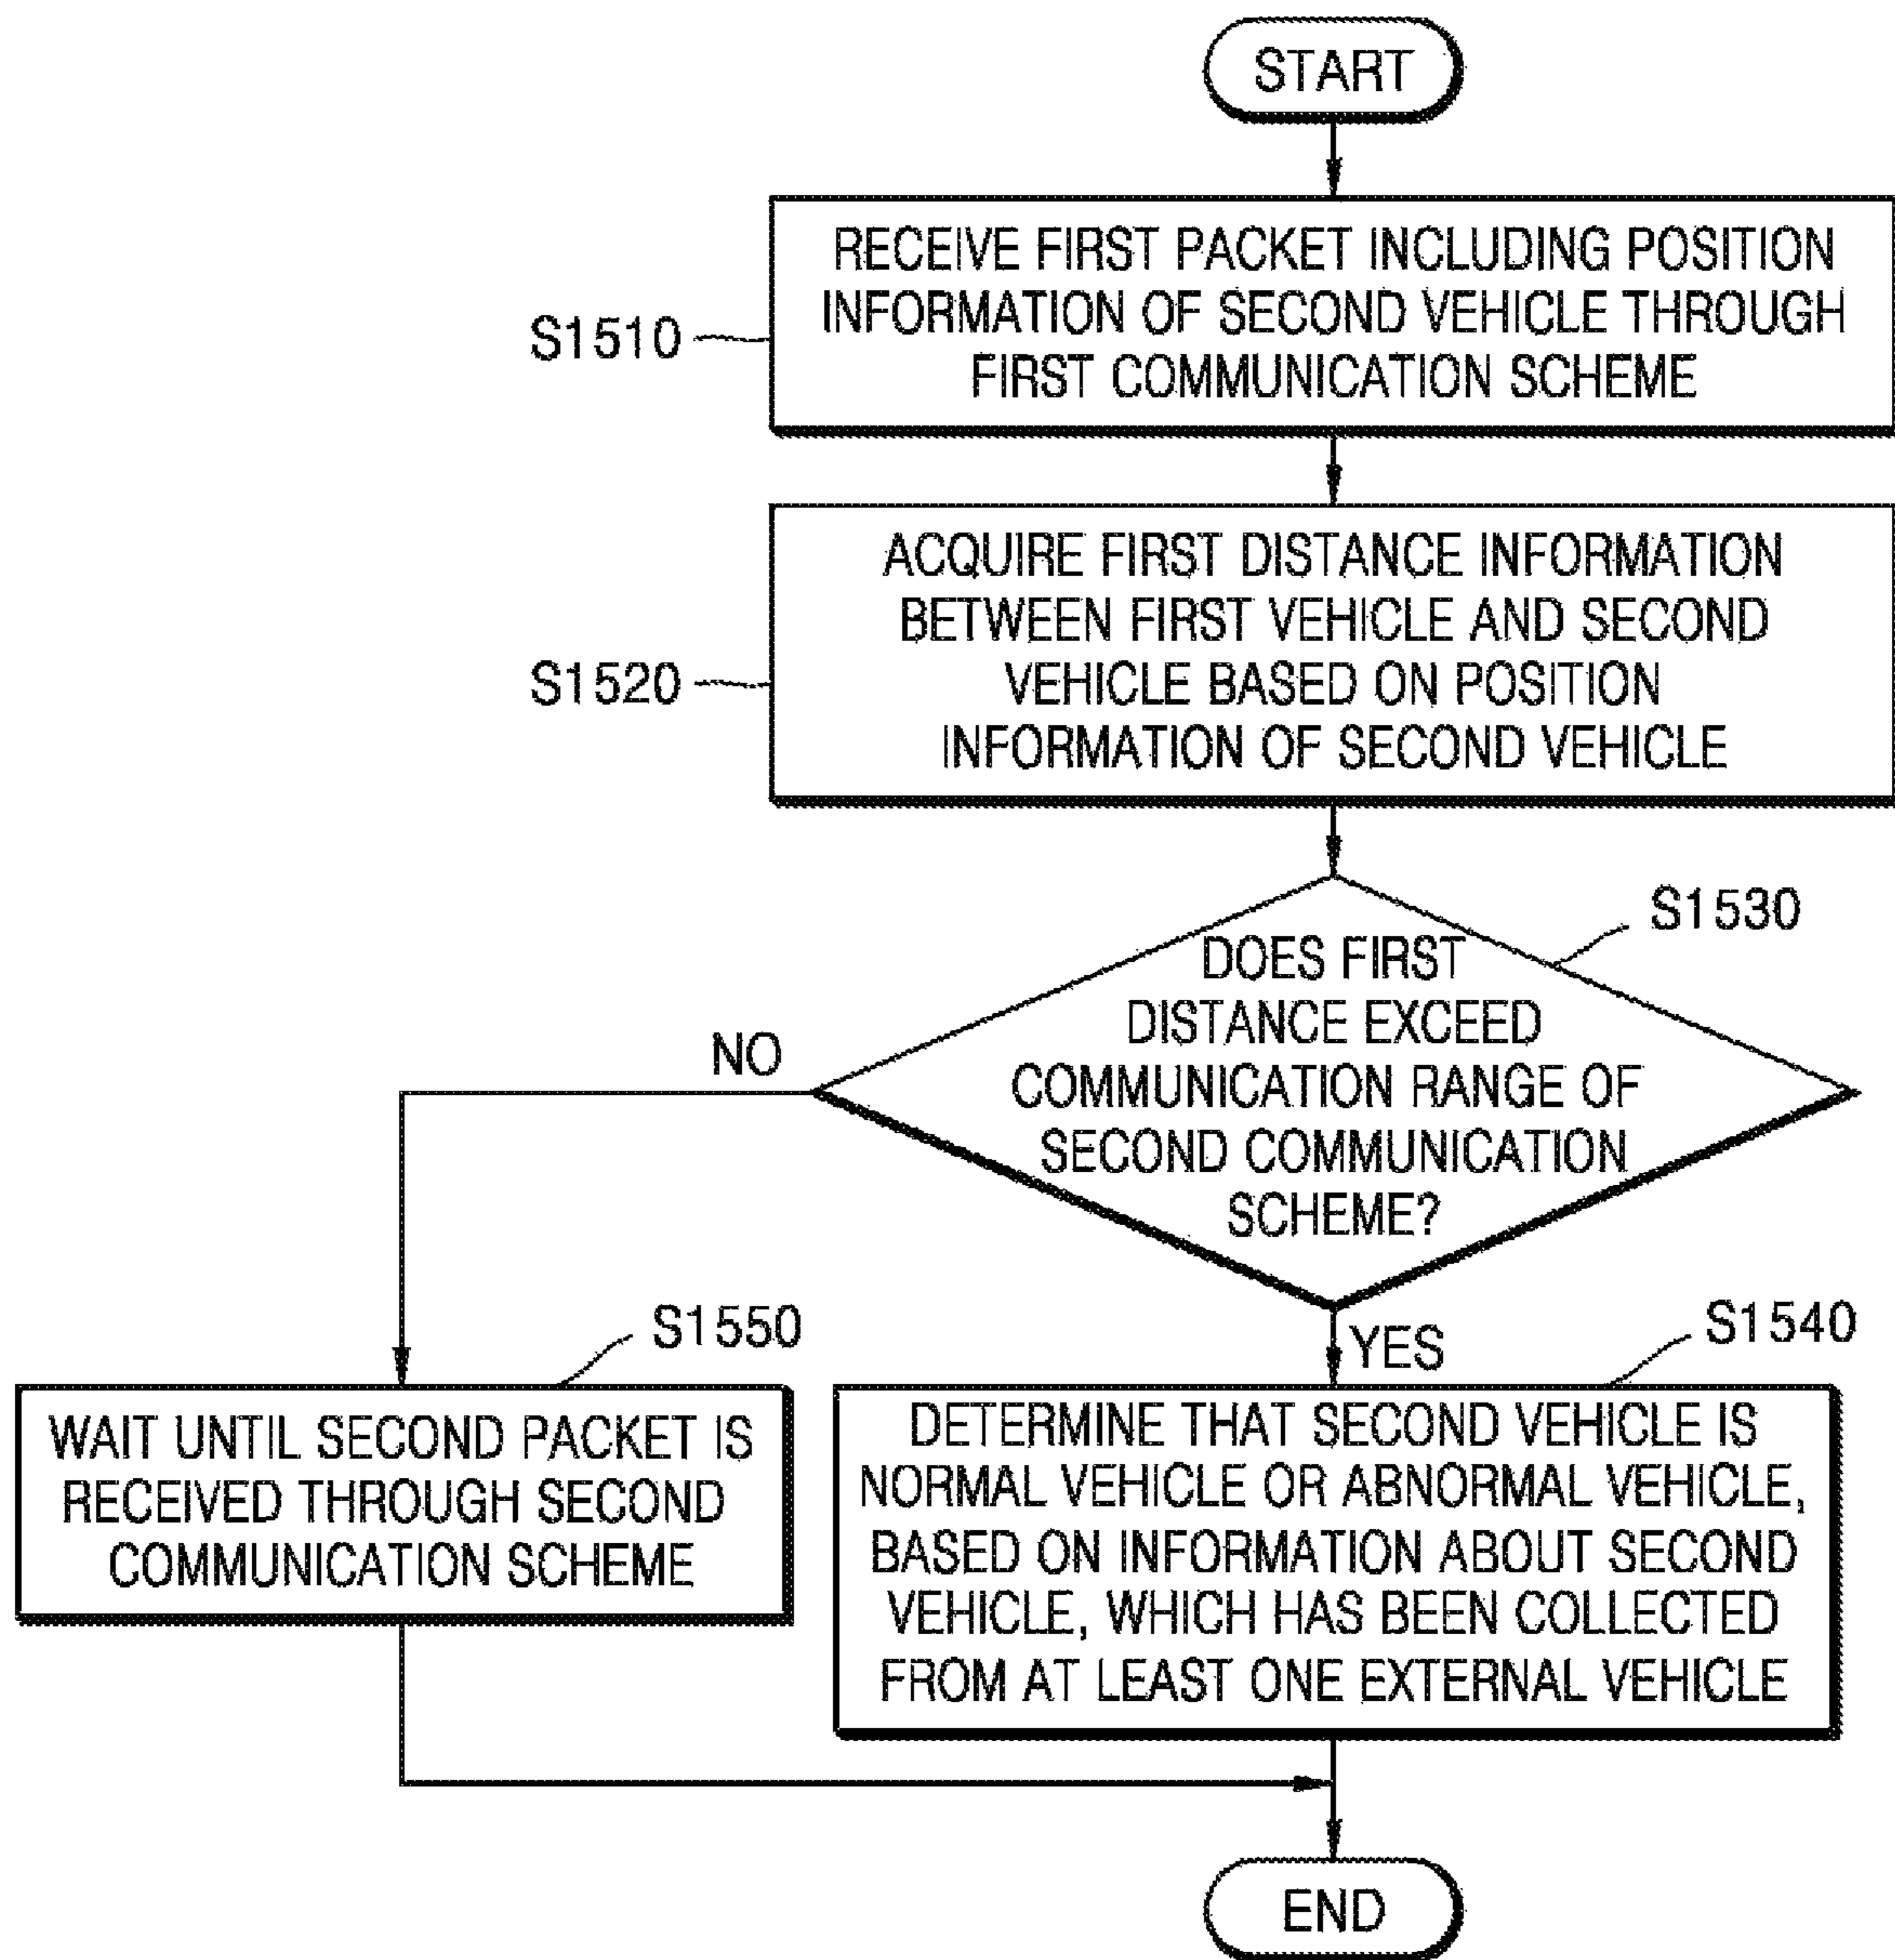 START
RECEIVE FIRST PACKET INCLUDING POSITION
INFORMATION OF SECOND VEHICLE THROUGH
FIRST COMMUNICATION SCHEME
S1510
ACQUIRE FIRST DISTANCE INFORMATION
BETWEEN FIRST VEHICLE AND SECOND
VEHICLE BASED ON POSITION
INFORMATION OF SECOND VEHICLE
S1520
S1530
DOES FIRST
DISTANCE EXCEED
COMMUNICATION RANGE OF
SECOND COMMUNICATION
SCHEME?
NO
YES
S1550
WAIT UNTIL SECOND PACKET IS
RECEIVED THROUGH SECOND
COMMUNICATION SCHEME
S1540
DETERMINE THAT SECOND VEHICLE IS
NORMAL VEHICLE OR ABNORMAL VEHICLE,
BASED ON INFORMATION ABOUT SECOND
VEHICLE, WHICH HAS BEEN COLLECTED
FROM AT LEAST ONE EXTERNAL VEHICLE
END